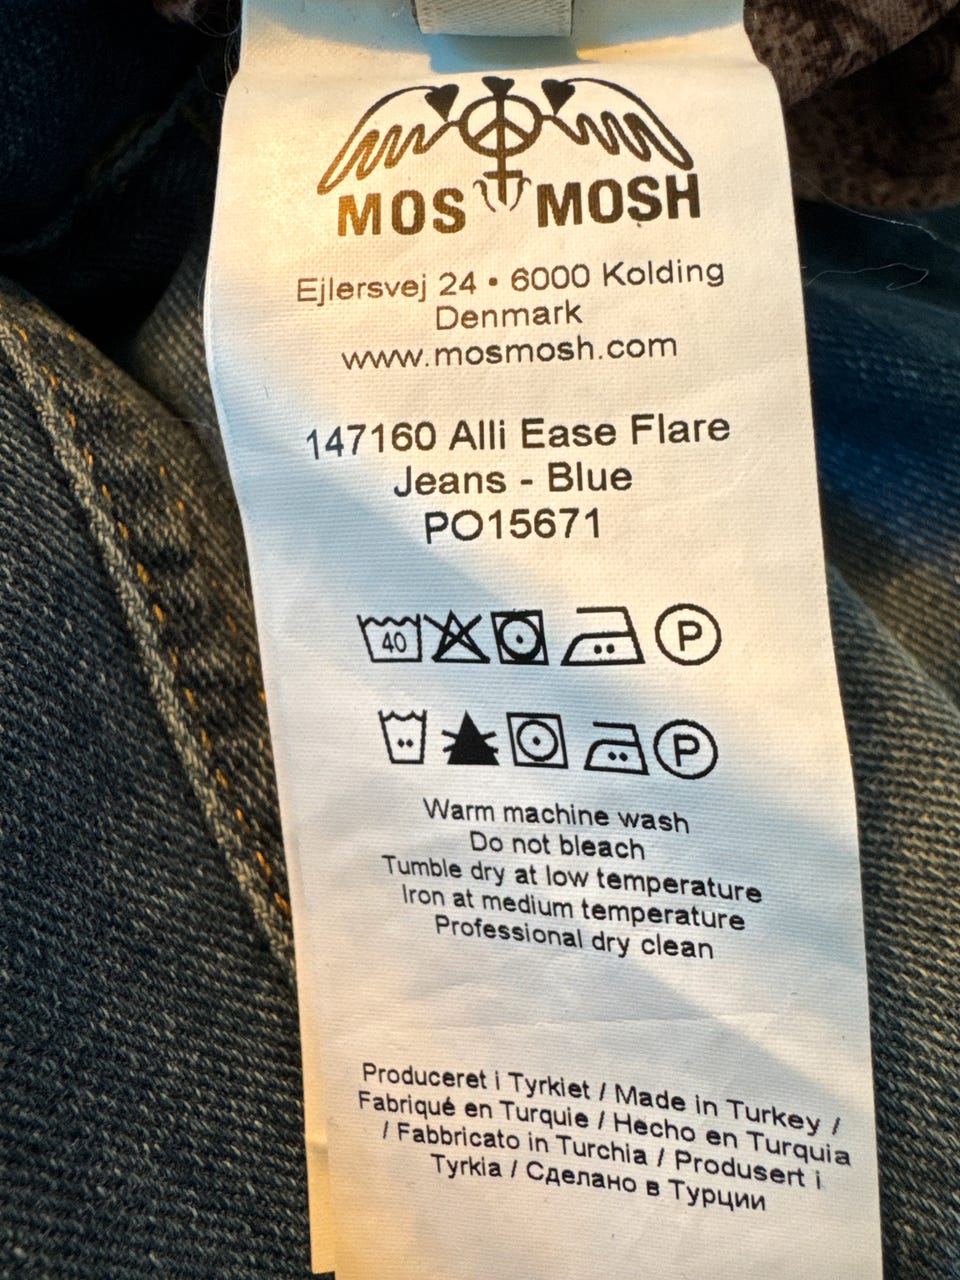 MOS MOSH
Ejlersvej 24 • 6000 Kolding
Denmark
www.mosmosh.com
147160 Alli Ease Flare
Jeans - Blue
PO15671
40 P
P
Warm machine wash
Do not bleach
Tumble dry at low temperature
Iron at medium temperature
Professional dry clean
Produceret i Tyrkiet / Made in Turkey /
Fabriqué en Turquie / Hecho en Turquia
/ Fabbricato in Turchia / Produsert i
Tyrkia / Сделано в Турции